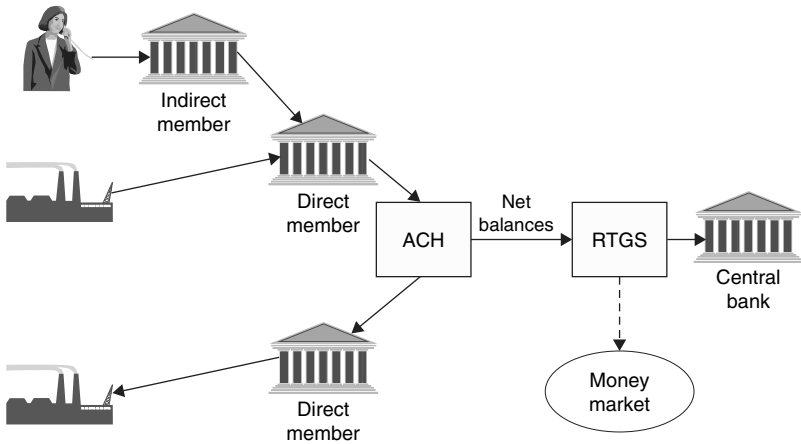 Indirect
member
Direct
member
ACH
Net
balances
RTGS
Central
bank
Direct
member
Money
market